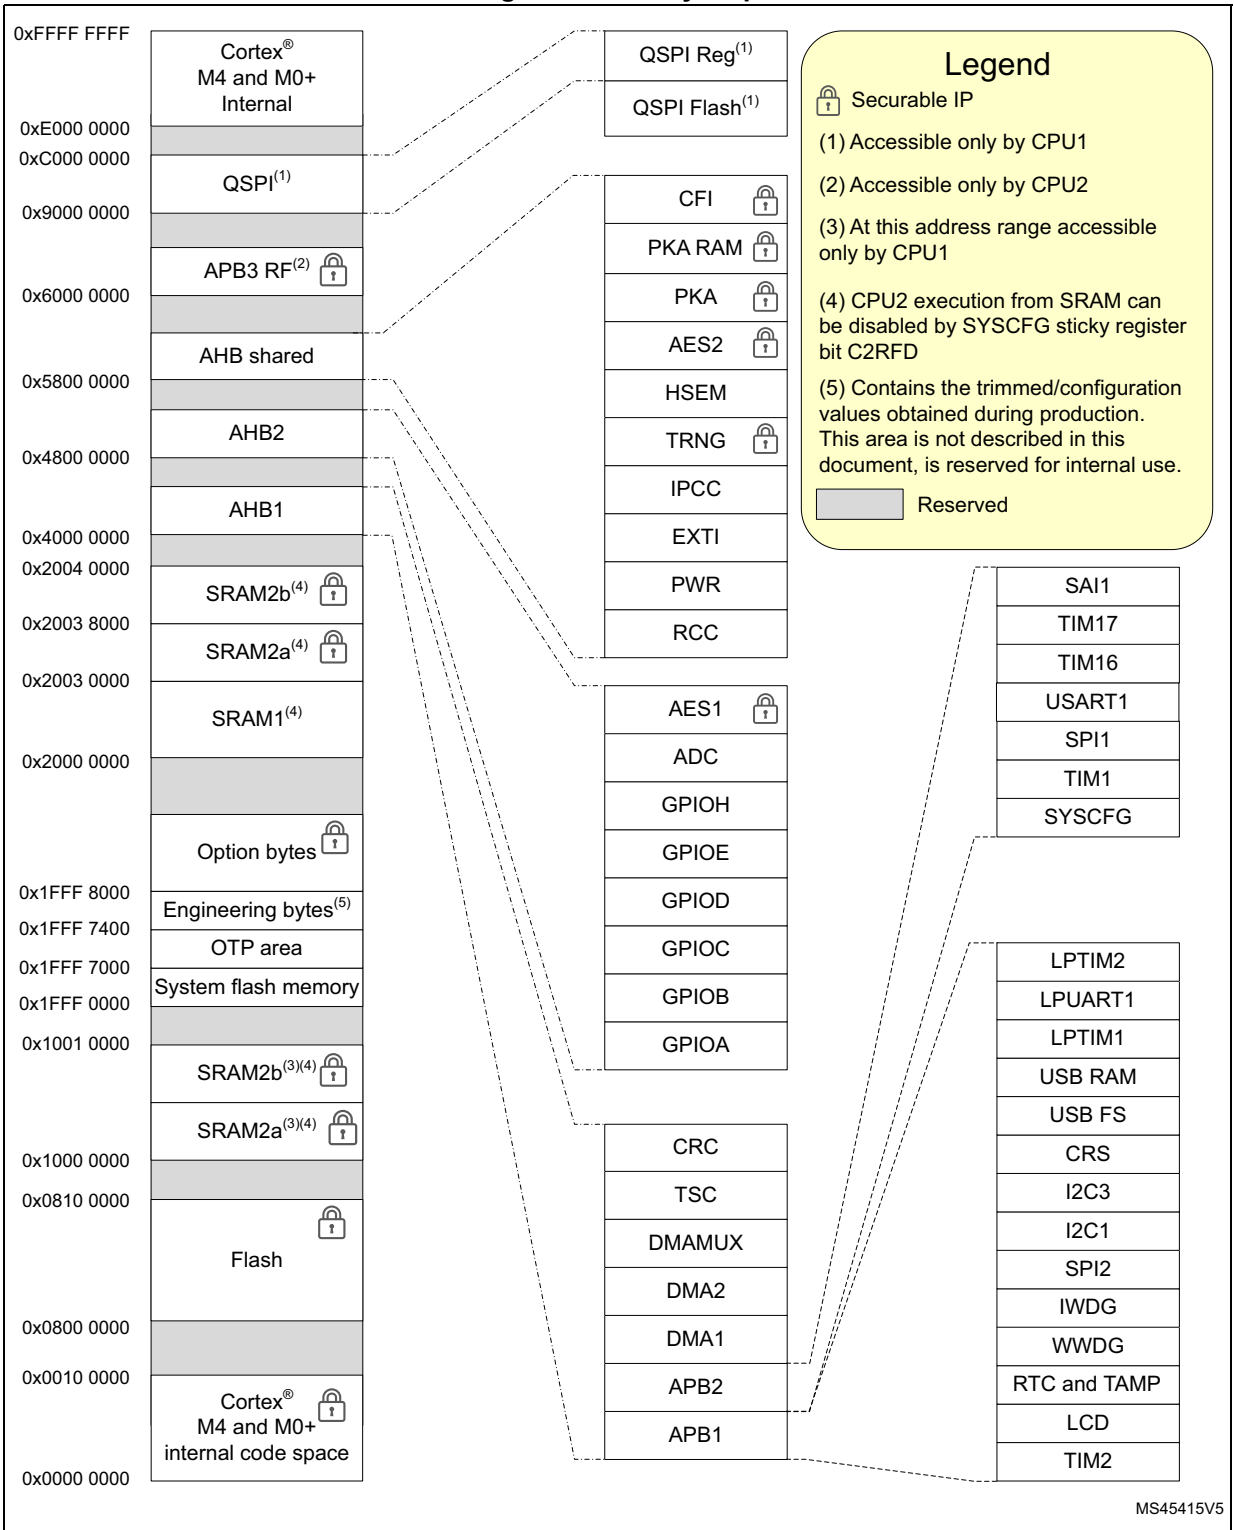 0xFFFF FFFF
Cortex®
M4 and M0+
Internal
0xE000 0000
0xC000 0000
QSPI(1)
0x9000 0000
APB3 RF(2)
0x6000 0000
AHB shared
0x5800 0000
AHB2
0x4800 0000
AHB1
0x4000 0000
0x2004 0000
SRAM2b(4)
0x2003 8000
SRAM2a(4)
0x2003 0000
SRAM1(4)
0x2000 0000
Option bytes
0x1FFF 8000
Engineering bytes(5)
0x1FFF 7400
OTP area
0x1FFF 7000
System flash memory
0x1FFF 0000
0x1001 0000
SRAM2b(3)(4)
SRAM2a(3)(4)
0x1000 0000
0x0810 0000
Flash
0x0800 0000
0x0010 0000
Cortex®
M4 and M0+
internal code space
0x0000 0000
QSPI Reg(1)
QSPI Flash(1)
CFI
PKA RAM
PKA
AES2
HSEM
TRNG
IPCC
EXTI
PWR
RCC
AES1
ADC
GPIOH
GPIOE
GPIOD
GPIOC
GPIOB
GPIOA
CRC
TSC
DMAMUX
DMA2
DMA1
APB2
APB1
Legend
Securable IP
(1) Accessible only by CPU1
(2) Accessible only by CPU2
(3) At this address range accessible
only by CPU1
(4) CPU2 execution from SRAM can
be disabled by SYSCFG sticky register
bit C2RFD
(5) Contains the trimmed/configuration
values obtained during production.
This area is not described in this
document, is reserved for internal use.
Reserved
SAI1
TIM17
TIM16
USART1
SPI1
TIM1
SYSCFG
LPTIM2
LPUART1
LPTIM1
USB RAM
USB FS
CRS
I2C3
I2C1
SPI2
IWDG
WWDG
RTC and TAMP
LCD
TIM2
MS45415V5